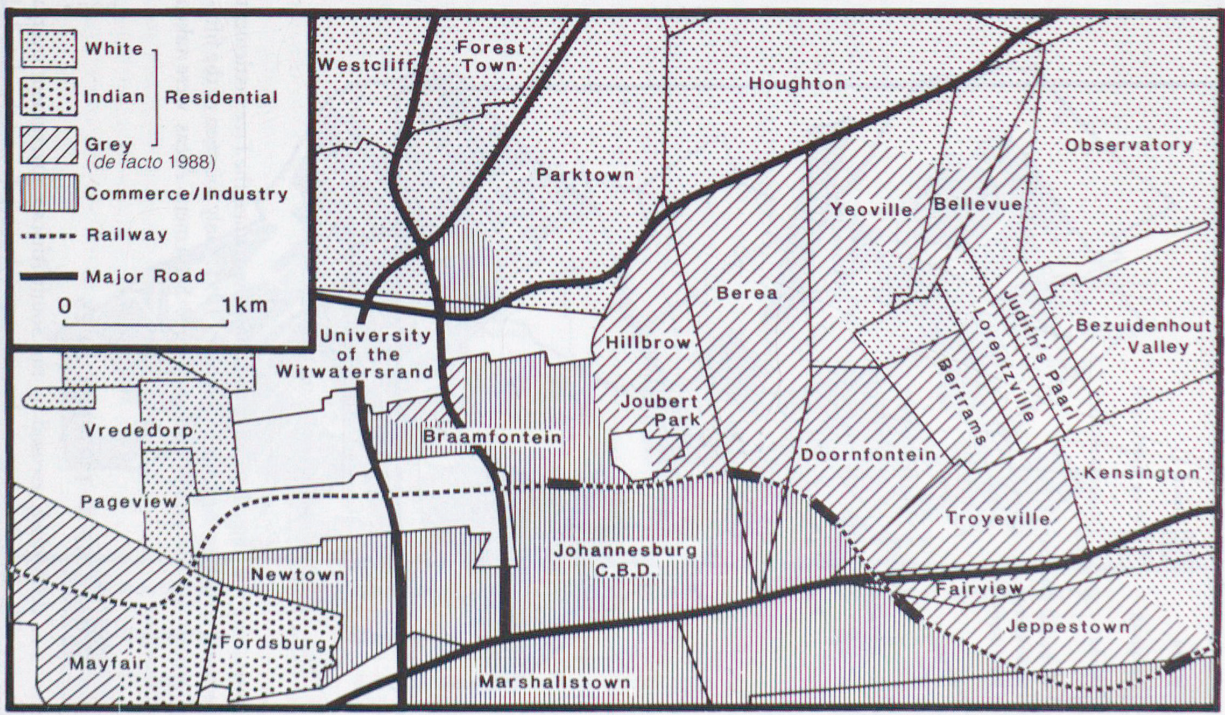 White
Indian
Residential
Grey
(de facto 1988)
Commerce/Industry
Railway
Major Road
0 1km
Westcliff
Forest
Town
Houghton
Observatory
Parktown
Yeoville
Bellevue
Berea
University
of the
Witwatersrand
Hillbrow
Judith's Paarl
Lorentzville
Bertrams
Bezuidenhout
Valley
Joubert
Park
Vrededorp
Braamfontein
Doornfontein
Kensington
Pageview
Troyeville
Johannesburg
C.B.D.
Newtown
Fairview
Jeppestown
Fordsburg
Mayfair
Marshallstown